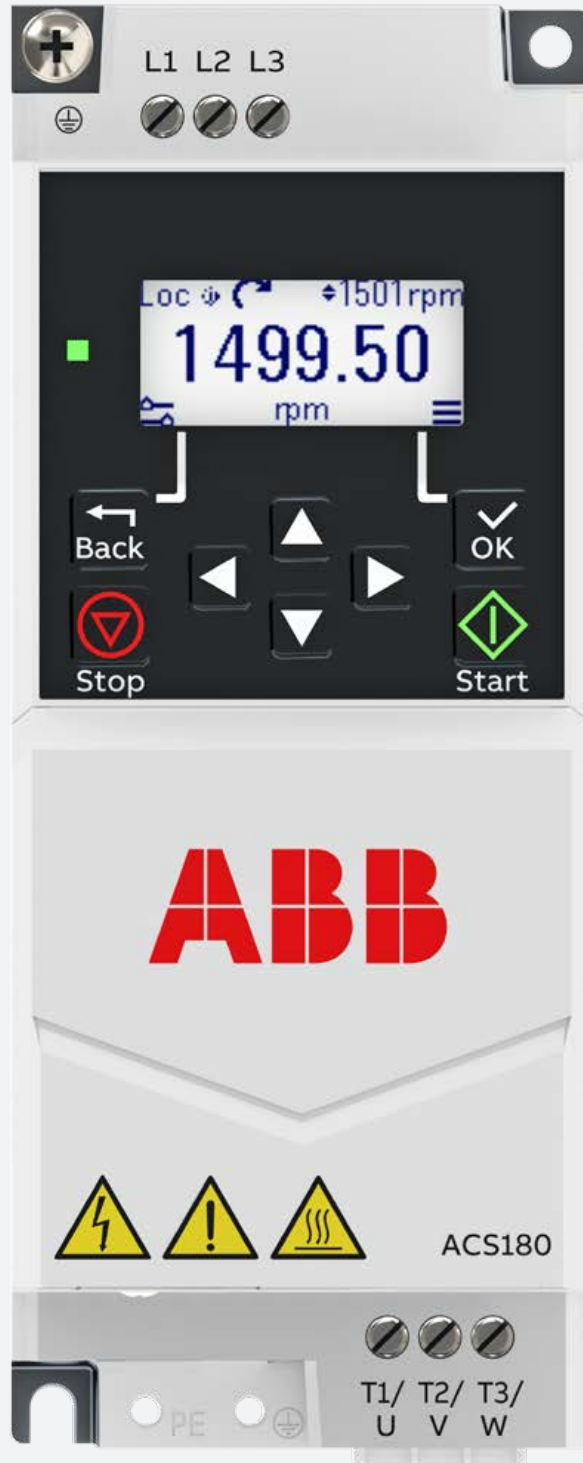 L1 L2 L3
Loc 1501rpm
1499.50
rpm
Back
OK
Stop
Start
ABB
ACS180
T1/ T2/ T3/
U V W
PE